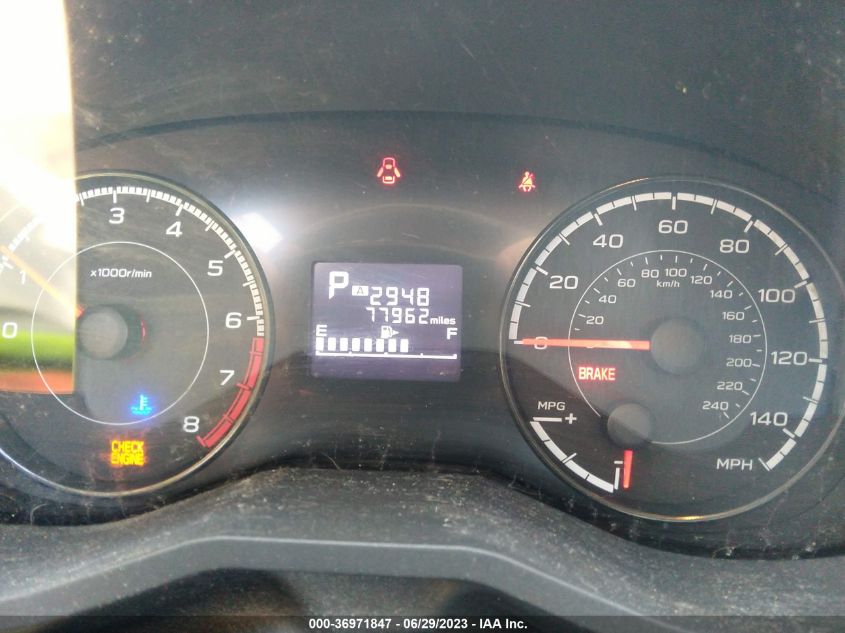 0 1 3 4 5 6 7 8
x1000r/min
CHECK
ENGINE
P A 2948
77962 miles
E F
0 20 40 60 80 100 120 140
MPH
20 40 60 80 100 120 140 160 180 200 220 240
km/h
BRAKE
MPG +
-
000-36971847 - 06/29/2023 - IAA Inc.